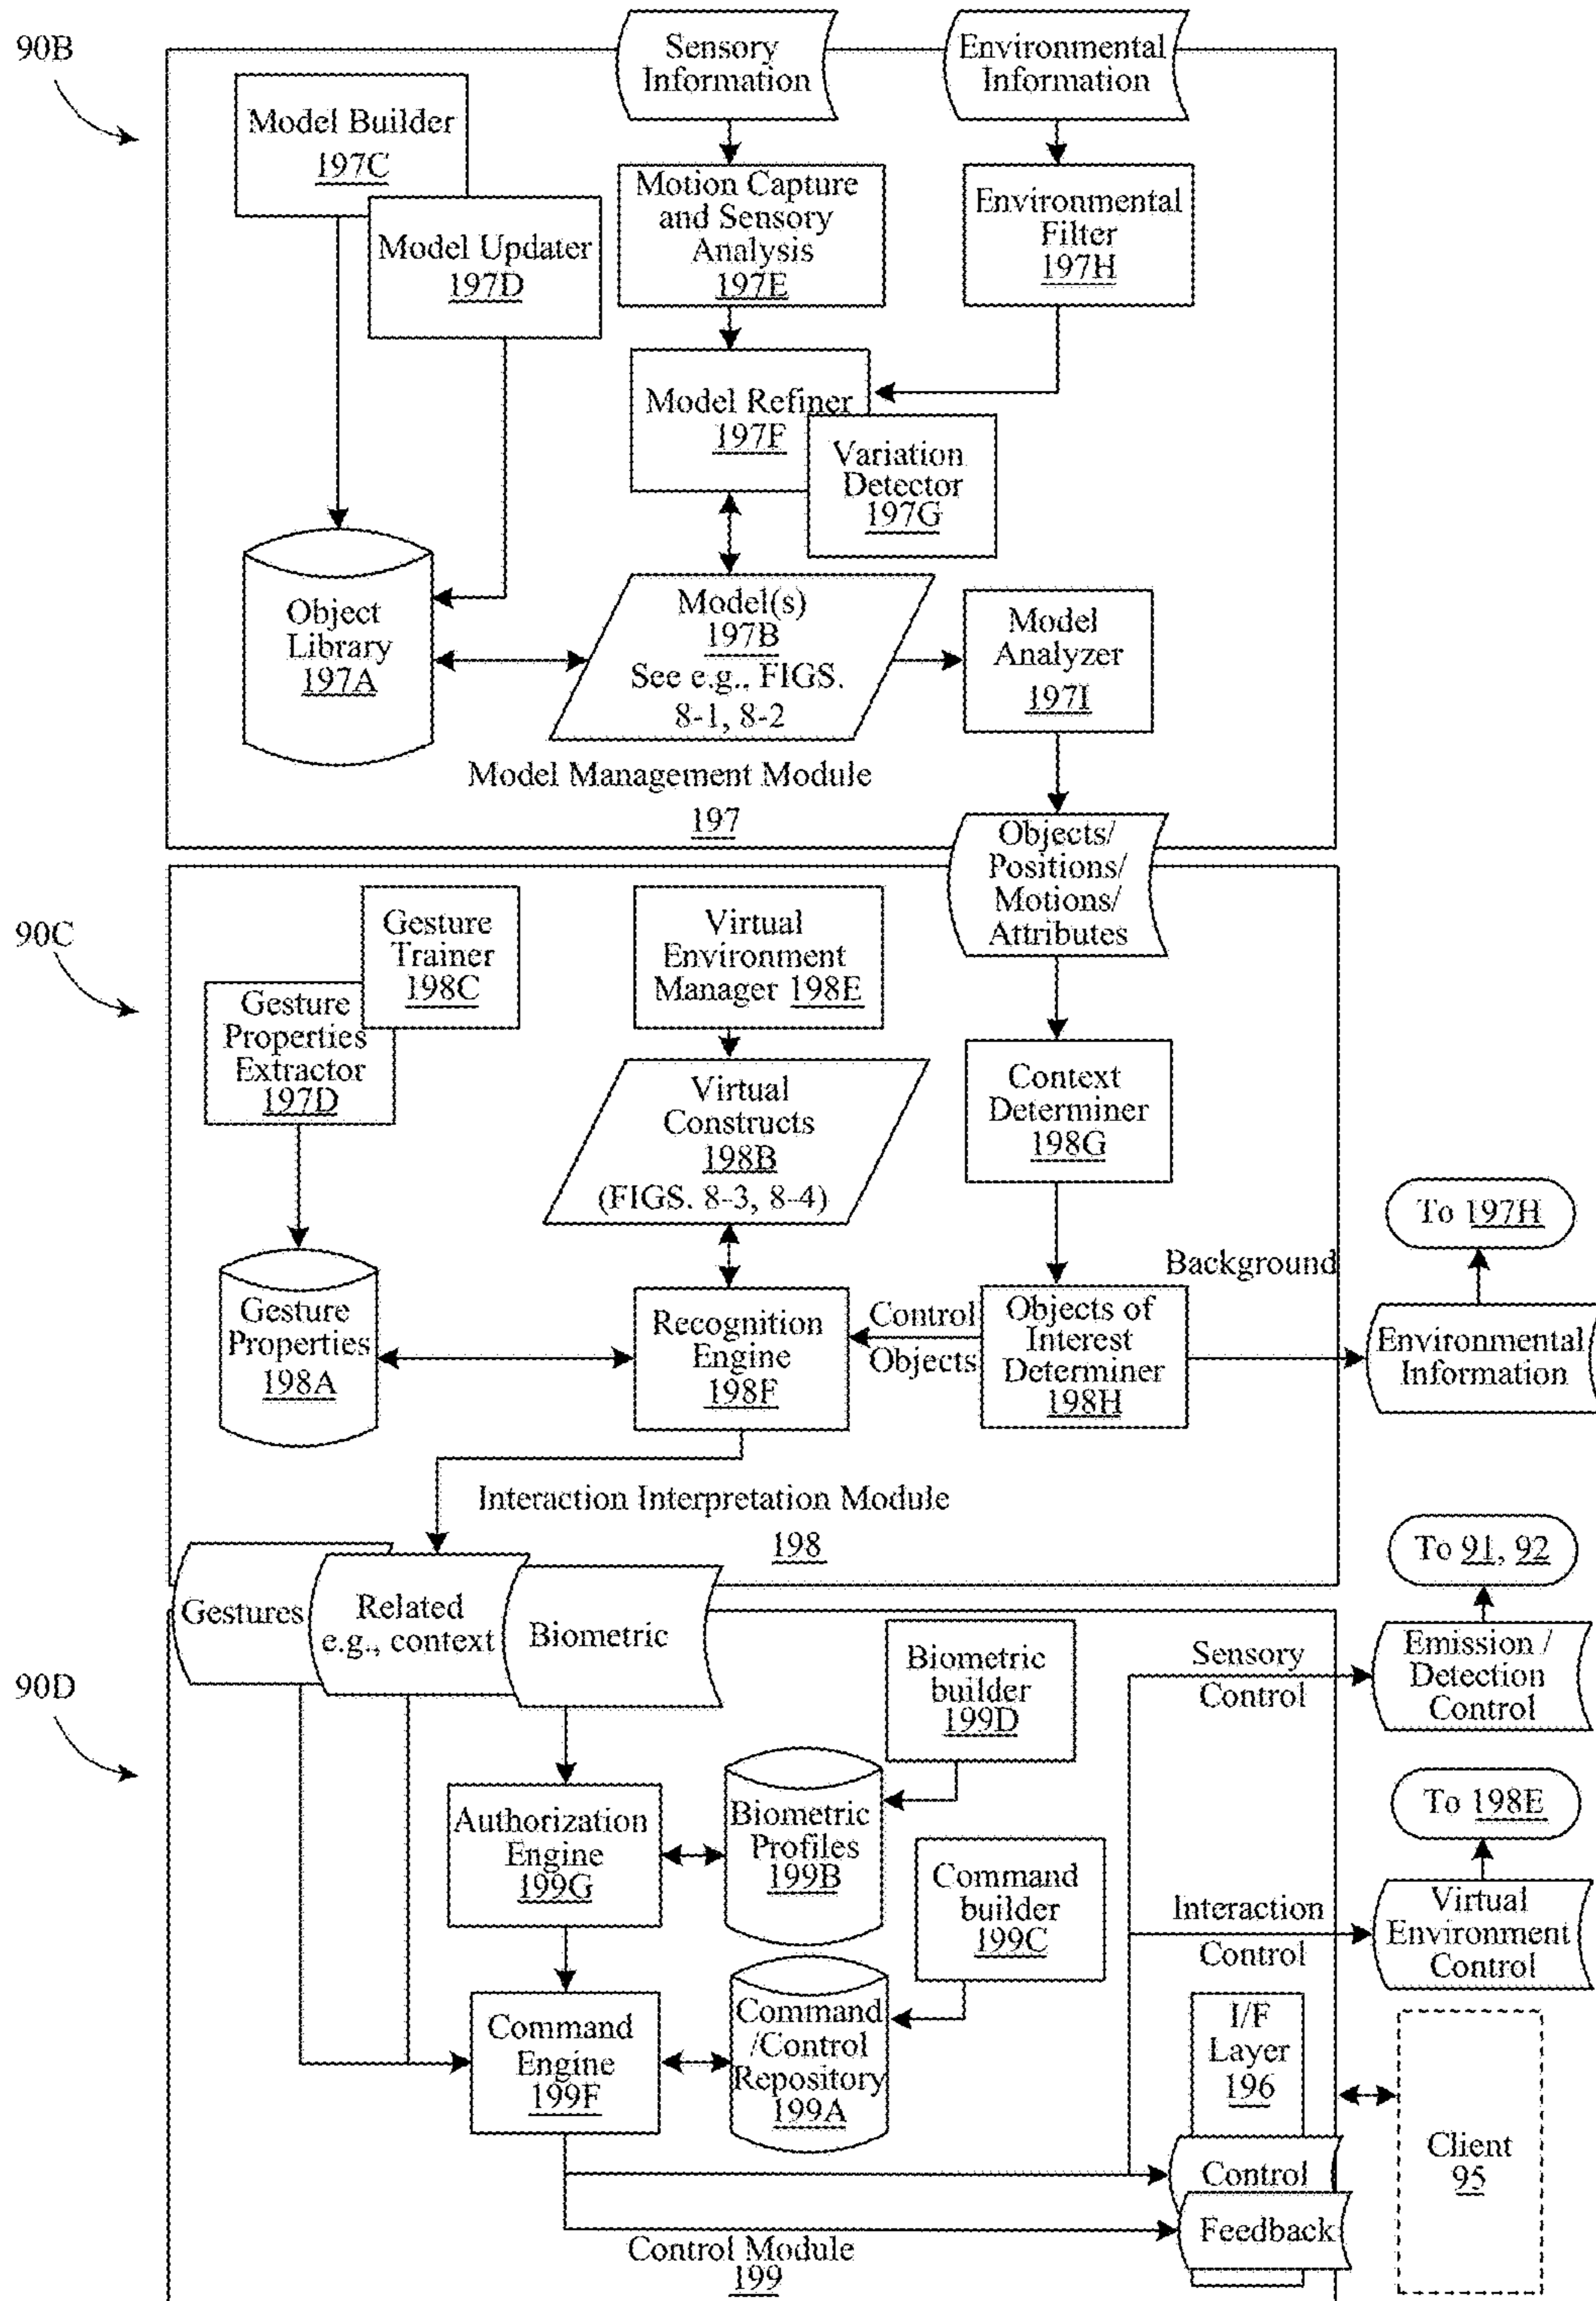 90B
Sensory
Information
Environmental
Information
Model Builder
197C
Model Updater
197D
Motion Capture
and Sensory
Analysis
197E
Environmental
Filter
197H
Model Refiner
197F
Variation
Detector
197G
Object
Library
197A
Model(s)
197B
See e.g., FIGS.
8-1, 8-2
Model
Analyzer
197I
Model Management Module
197
Objects/
Positions/
Motions/
Attributes
90C
Gesture
Trainer
198C
Gesture
Properties
Extractor
197D
Virtual
Environment
Manager 198E
Virtual
Constructs
198B
(FIGS. 8-3, 8-4)
Context
Determiner
198G
To 197H
Background
Gesture
Properties
198A
Recognition
Engine
198F
Control
Objects
Objects of
Interest
Determiner
198H
Environmental
Information
Interaction Interpretation Module
198
To 91, 92
Gestures
Related
e.g., context
Biometric
90D
Biometric
builder
199D
Sensory
Control
Emission /
Detection
Control
Authorization
Engine
199G
Biometric
Profiles
199B
To 198E
Command
builder
199C
Interaction
Control
Virtual
Environment
Control
Command
Engine
199F
Command
/Control
Repository
199A
I/F
Layer
196
Client
95
Control
Feedback
Control Module
199